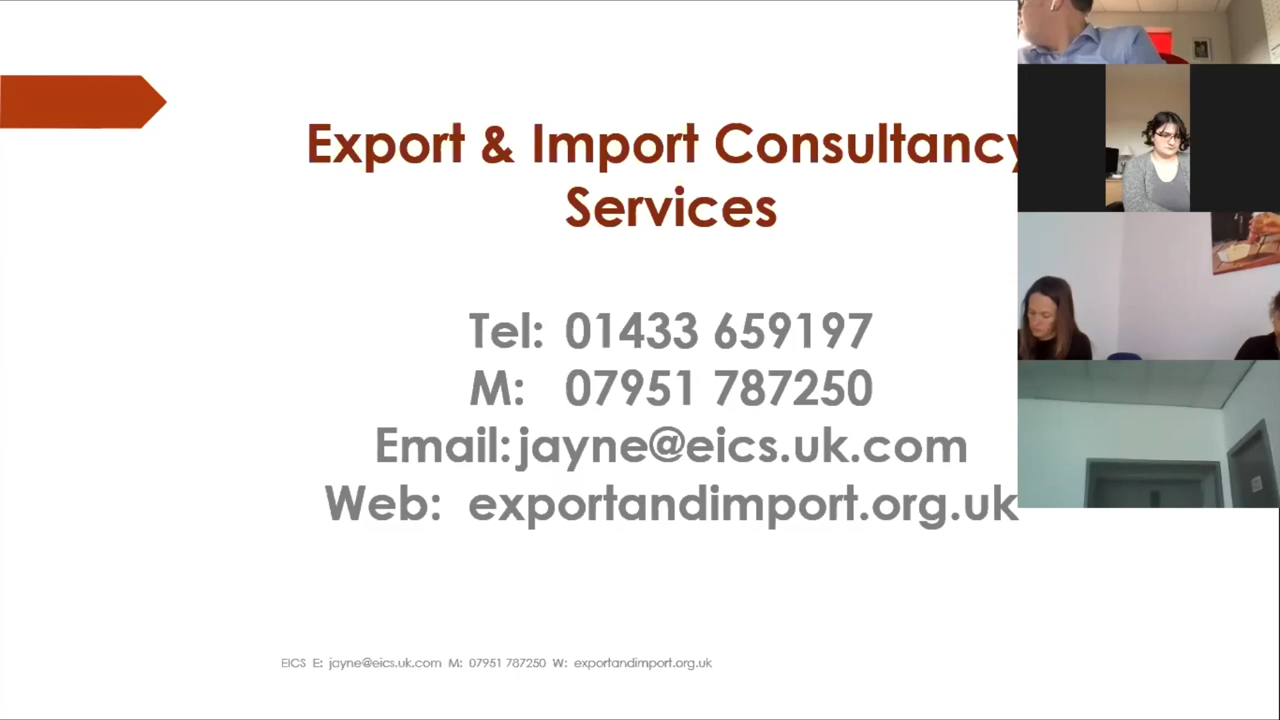 Export & Import Consultancy
Services
Tel: 01433 659197
M: 07951 787250
Email: jayne@eics.uk.com
Web: exportandimport.org.uk
EICS E: jayne@eics.uk.com M: 07951 787250 W: exportandimport.org.uk